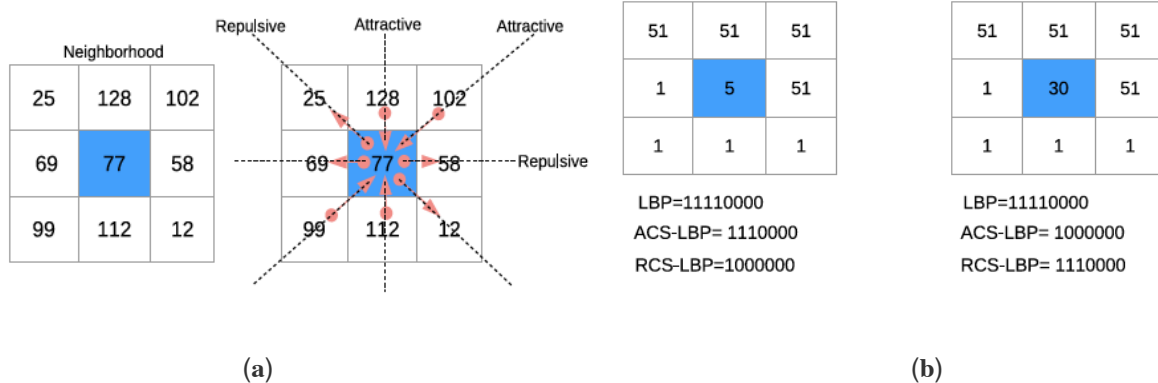 Neighborhood
25 128 102
69 77 58
99 112 12
Repulsive Attractive Attractive
25 128 102
69 77 58 Repulsive
99 112 12
(a)
51 51 51
1 5 51
1 1 1
LBP=11110000
ACS-LBP= 1110000
RCS-LBP=1000000
51 51 51
1 30 51
1 1 1
LBP=11110000
ACS-LBP= 1000000
RCS-LBP= 1110000
(b)